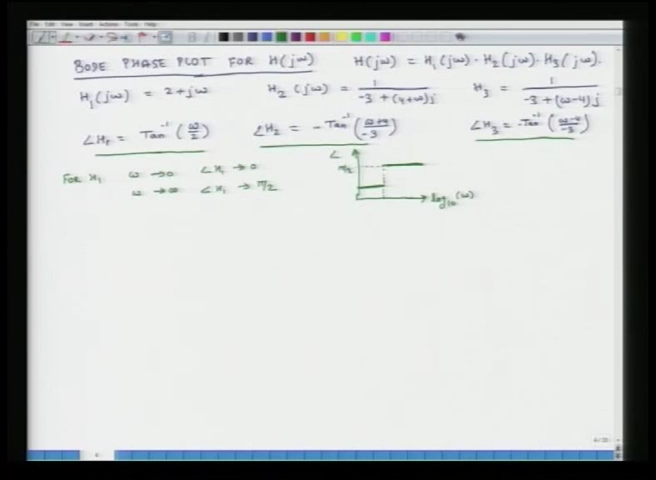 BODE PHASE PLOT FOR H(jω)   H(jω) = H₁(jω)·H₂(jω)·H₃(jω).
H₁(jω) = 2+jω   H₂(jω) = 1/(-3+(4+ω)j)   H₃ = 1/(-3+(ω-4)j)
∠H₁ = Tan⁻¹(ω/2)   ∠H₂ = -Tan⁻¹((ω+4)/-3)   ∠H₃ = -Tan⁻¹((ω-4)/-3)
For H₁   ω → 0   ∠H₁ → 0
ω → ∞   ∠H₁ → π/2
∠
π/2
log₁₀(ω)